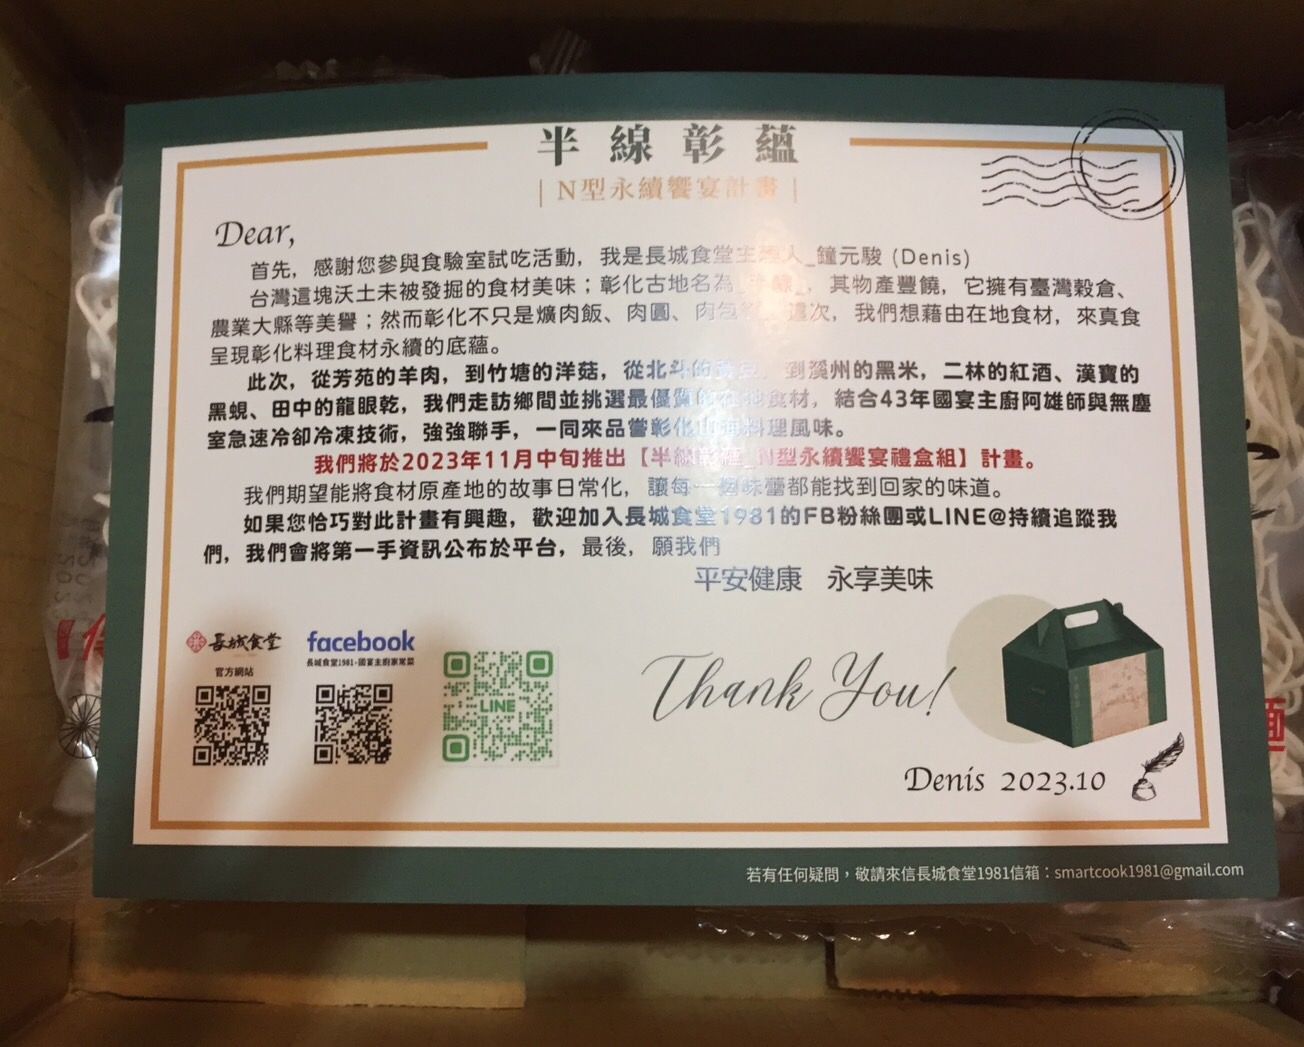 半線彰蘊
| N型永續饗宴計畫 |
Dear,
首先，感謝您參與食驗室試吃活動，我是長城食堂主理人_鐘元駿 (Denis)
台灣這塊沃土未被發掘的食材美味；彰化古地名為 ，其物產豐饒，它擁有臺灣穀倉、
農業大縣等美譽；然而彰化不只是爌肉飯、肉圓、肉包 這次，我們想藉由在地食材，來真食
呈現彰化料理食材永續的底蘊。
此次，從芳苑的羊肉，到竹塘的洋菇，從北斗的 到溪州的黑米，二林的紅酒、漢寶的
黑蜆、田中的龍眼乾，我們走訪鄉間並挑選最優質的在地食材，結合43年國宴主廚阿雄師與無塵
室急速冷卻冷凍技術，強強聯手，一同來品嘗彰化山海料理風味。
我們將於2023年11月中旬推出【半線彰蘊_N型永續饗宴禮盒組】計畫。
我們期望能將食材原產地的故事日常化，讓每一個味蕾都能找到回家的味道。
如果您恰巧對此計畫有興趣，歡迎加入長城食堂1981的FB粉絲團或LINE@持續追蹤我
們，我們會將第一手資訊公布於平台，最後，願我們
平安健康 永享美味
長城食堂
官方網站
facebook
長城食堂1981-國宴主廚家常菜
LINE
Thank You!
Denis 2023.10
若有任何疑問，敬請來信長城食堂1981信箱：smartcook1981@gmail.com